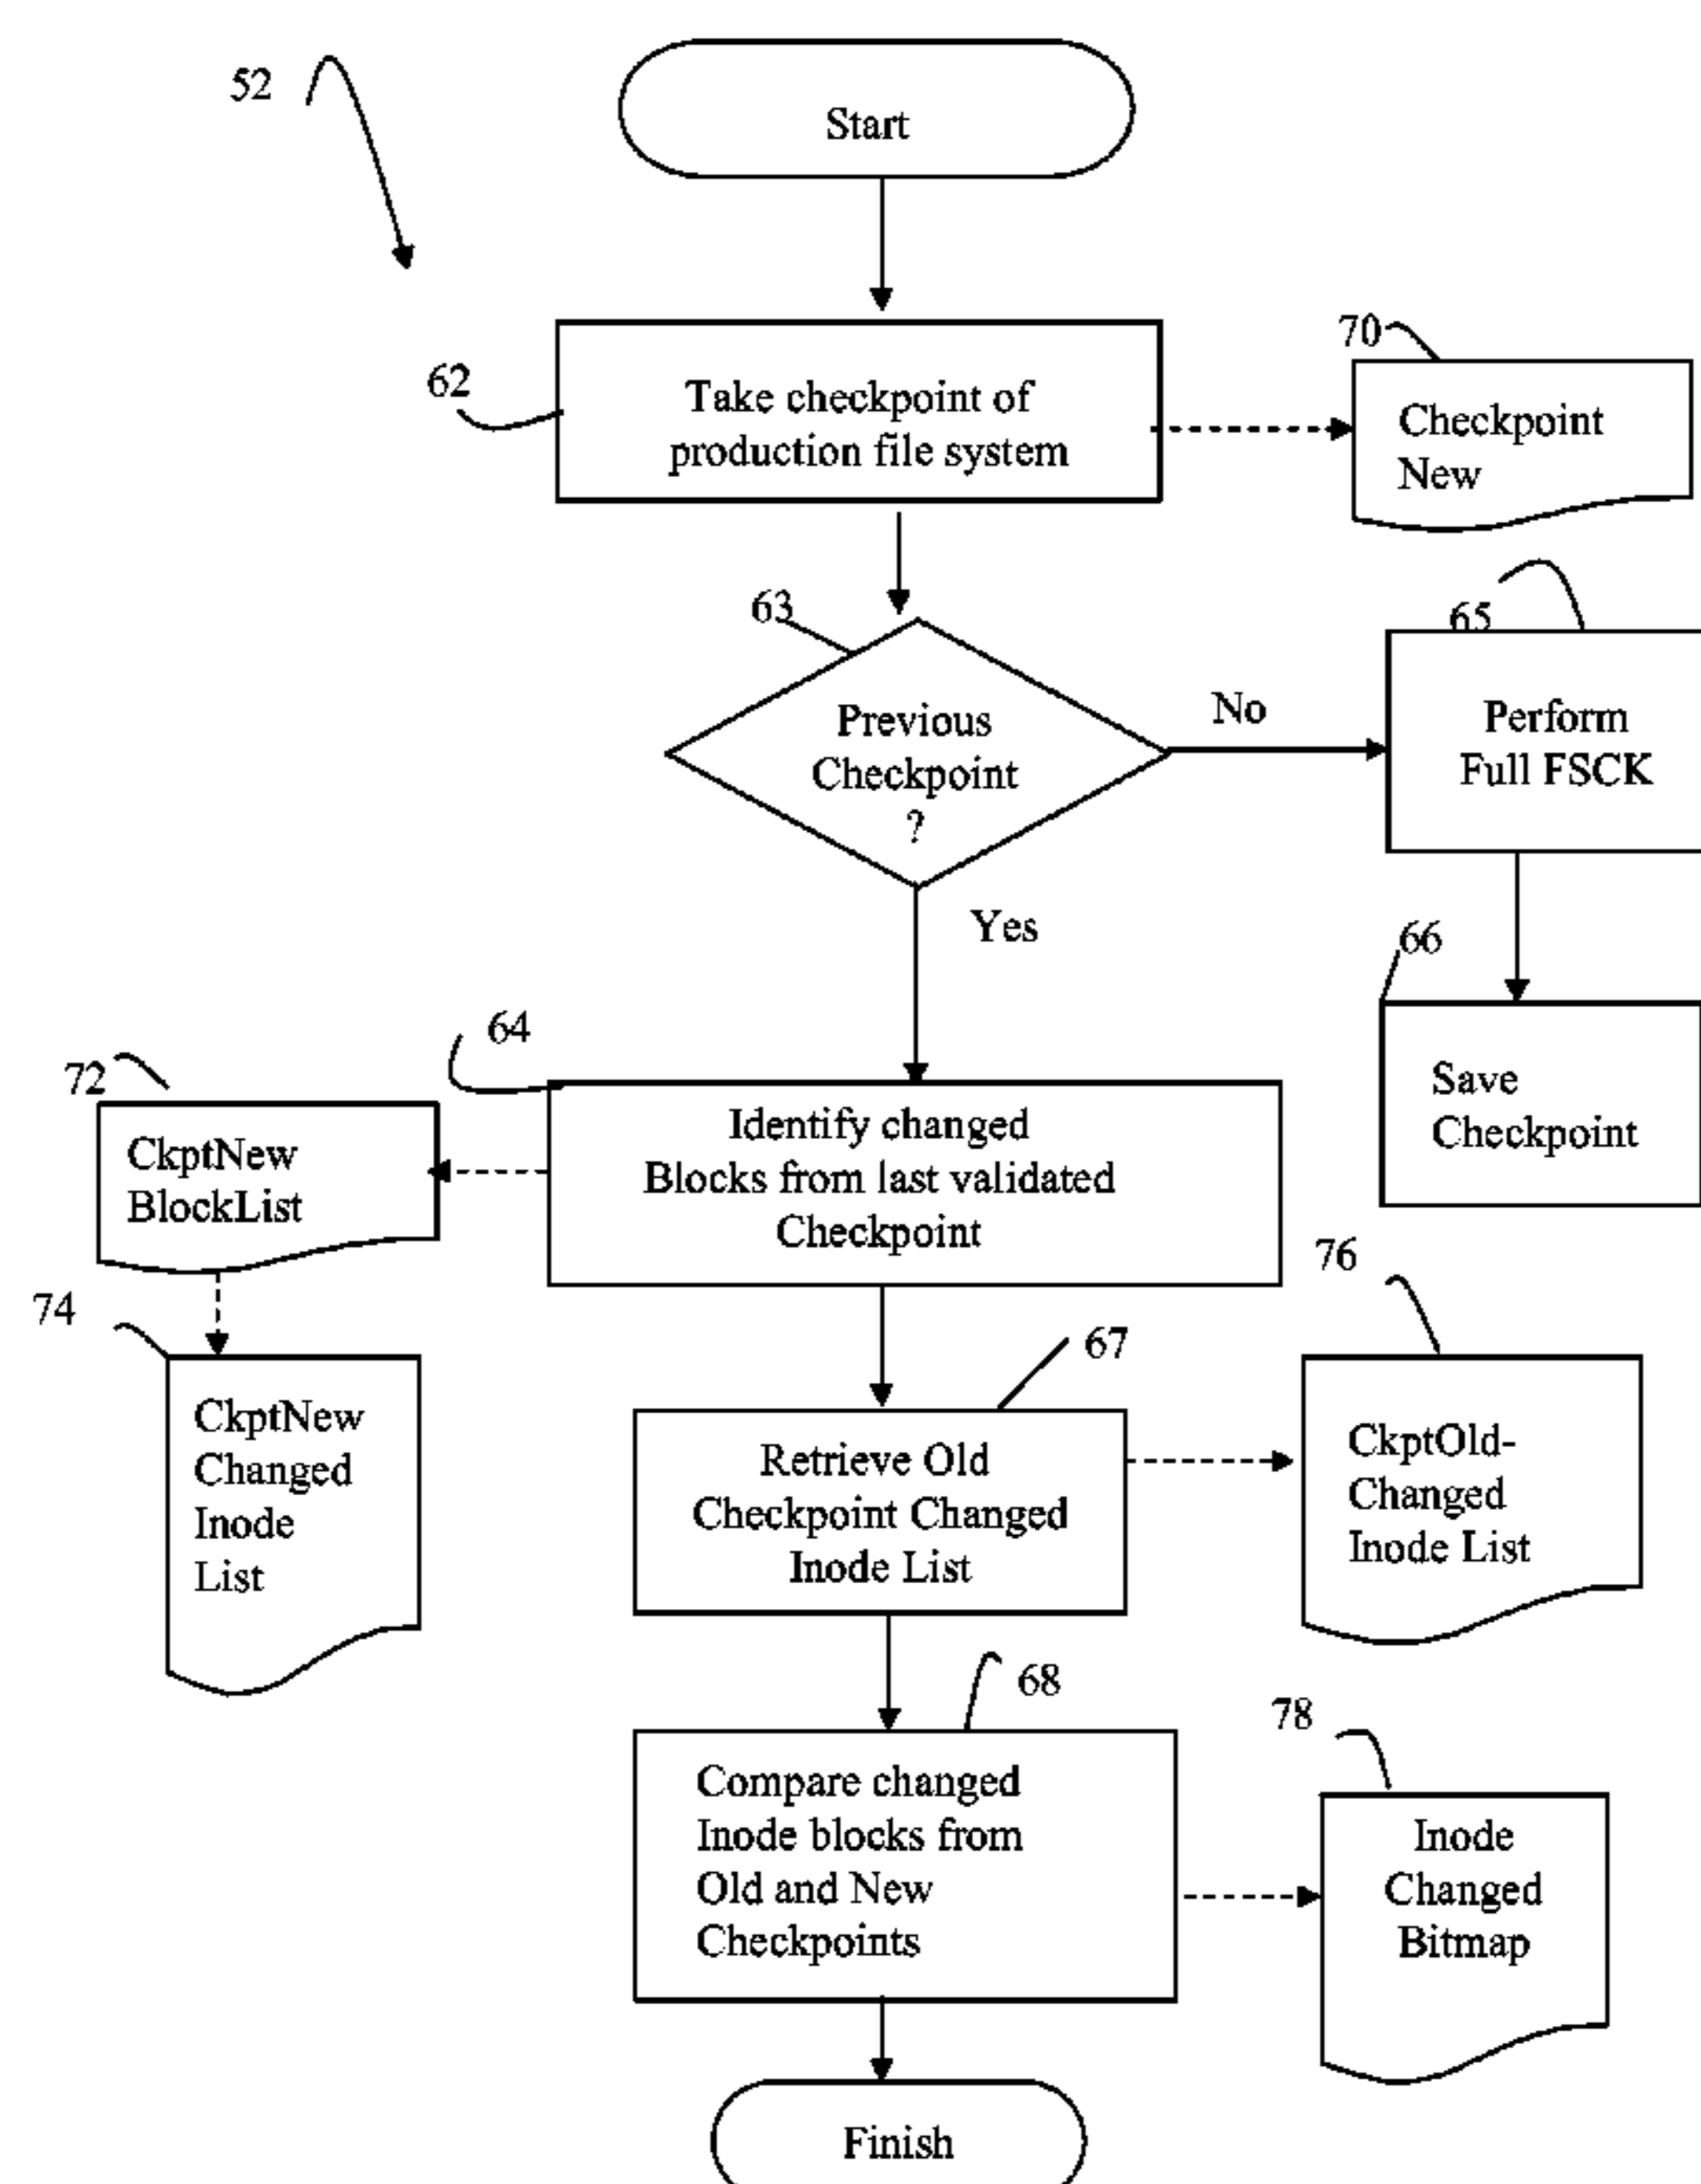 52
Start
62
Take checkpoint of
production file system
70
Checkpoint
New
63
Previous
Checkpoint
?
No
Yes
65
Perform
Full FSCK
66
Save
Checkpoint
64
Identify changed
Blocks from last validated
Checkpoint
72
CkptNew
BlockList
74
CkptNew
Changed
Inode
List
67
Retrieve Old
Checkpoint Changed
Inode List
76
CkptOld-
Changed
Inode List
68
Compare changed
Inode blocks from
Old and New
Checkpoints
78
Inode
Changed
Bitmap
Finish